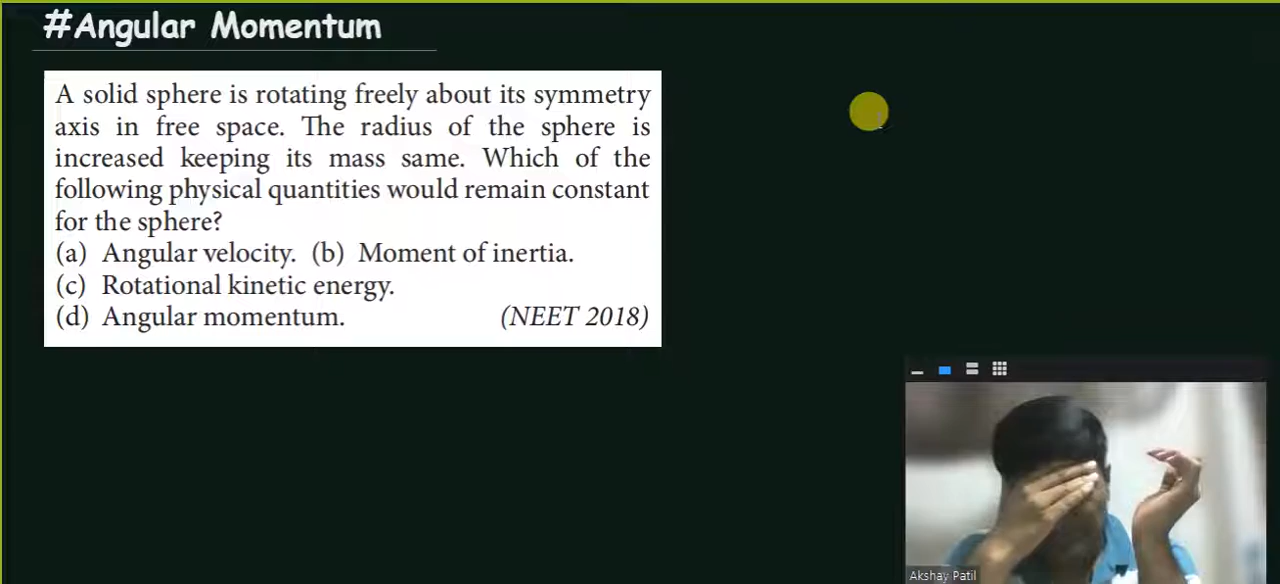 #Angular Momentum
A solid sphere is rotating freely about its symmetry
axis in free space. The radius of the sphere is
increased keeping its mass same. Which of the
following physical quantities would remain constant
for the sphere?
(a) Angular velocity. (b) Moment of inertia.
(c) Rotational kinetic energy.
(d) Angular momentum. (NEET 2018)
Akshay Patil